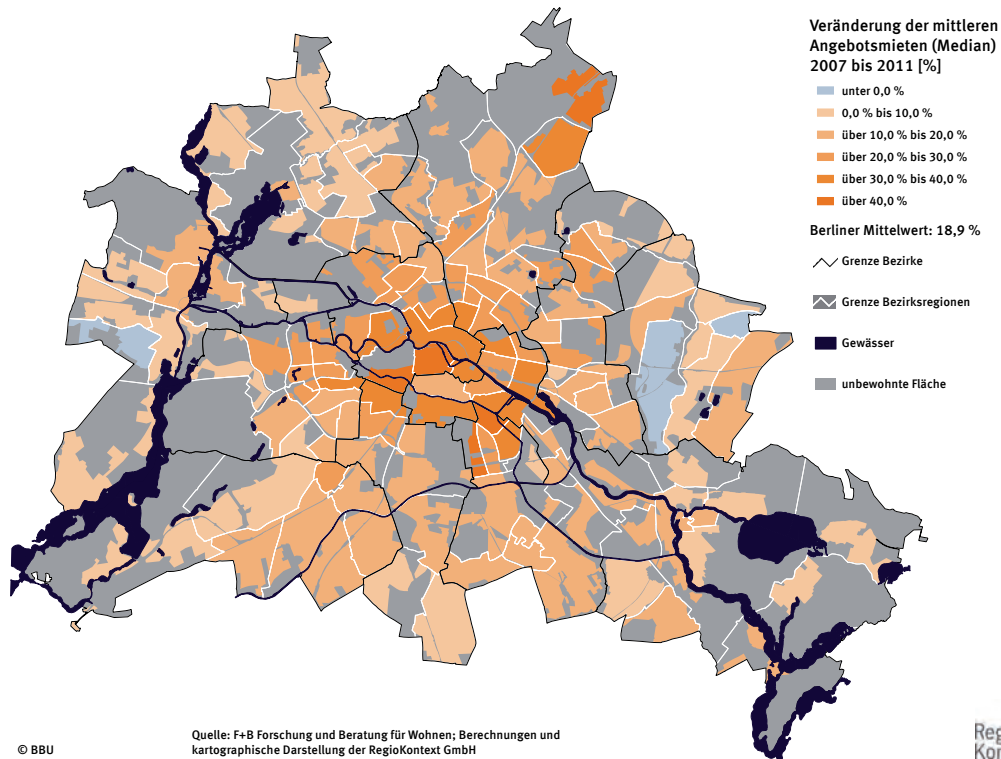 Veränderung der mittleren
Angebotsmieten (Median)
2007 bis 2011 [%]
unter 0,0 %
0,0 % bis 10,0 %
über 10,0 % bis 20,0 %
über 20,0 % bis 30,0 %
über 30,0 % bis 40,0 %
über 40,0 %
Berliner Mittelwert: 18,9 %
Grenze Bezirke
Grenze Bezirksregionen
Gewässer
unbewohnte Fläche
© BBU
Quelle: F+B Forschung und Beratung für Wohnen; Berechnungen und
kartographische Darstellung der RegioKontext GmbH